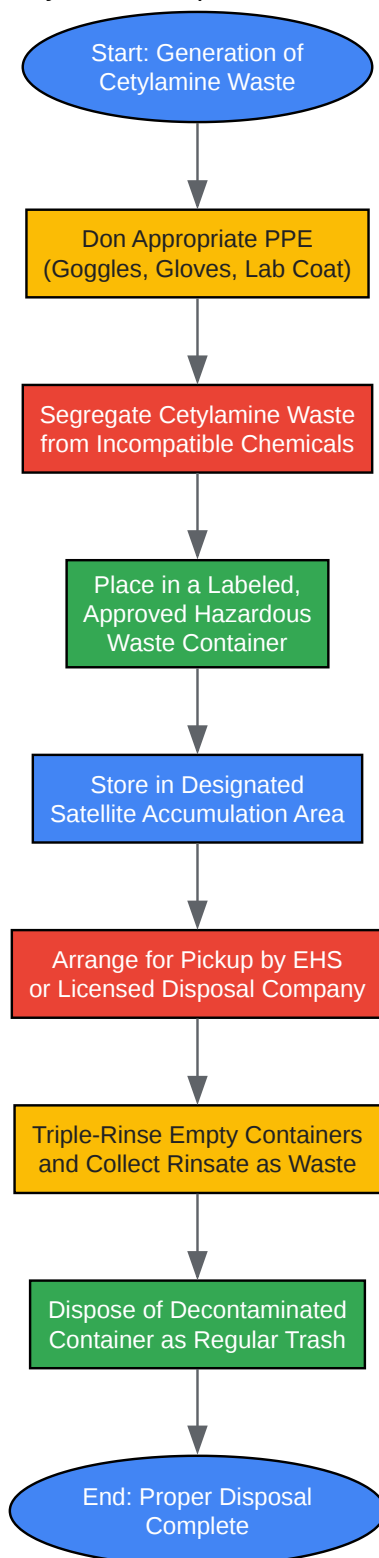 Start: Generation of
Cetylamine Waste
Don Appropriate PPE
(Goggles, Gloves, Lab Coat)
Segregate Cetylamine Waste
from Incompatible Chemicals
Place in a Labeled,
Approved Hazardous
Waste Container
Store in Designated
Satellite Accumulation Area
Arrange for Pickup by EHS
or Licensed Disposal Company
Triple-Rinse Empty Containers
and Collect Rinsate as Waste
Dispose of Decontaminated
Container as Regular Trash
End: Proper Disposal
Complete